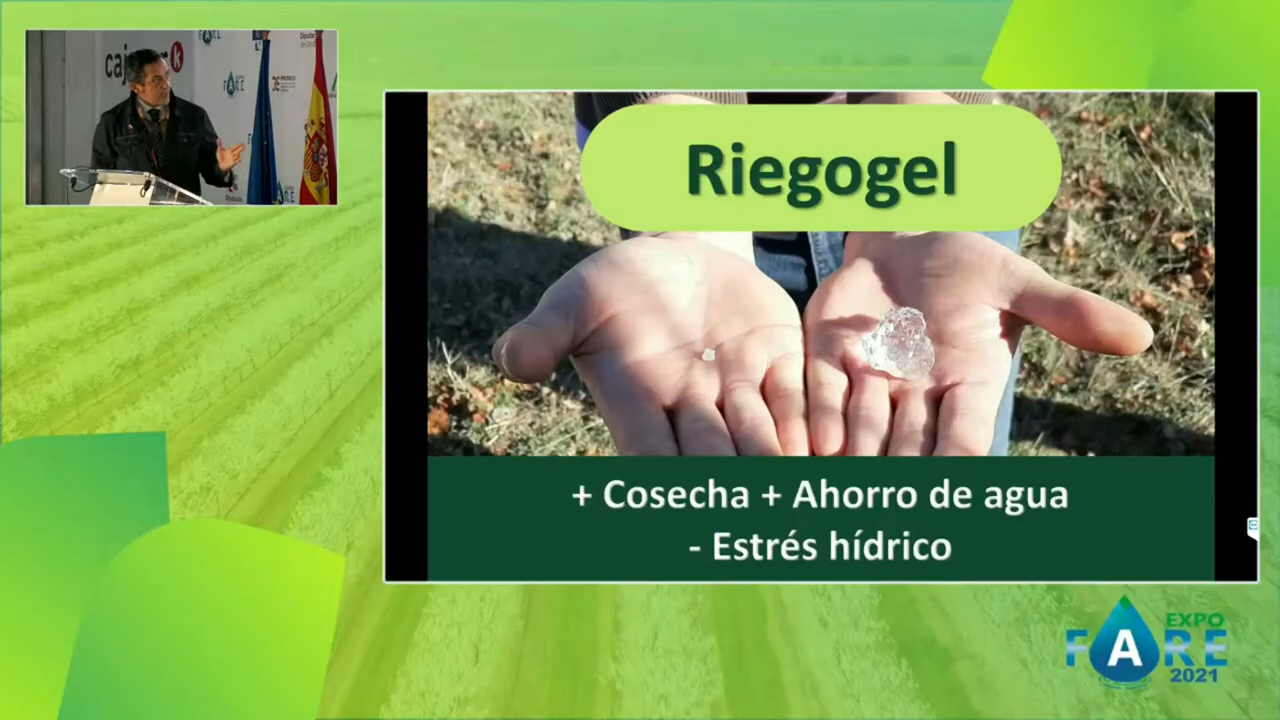 Riegogel
+ Cosecha + Ahorro de agua
- Estrés hídrico
EXPO
FARE
2021